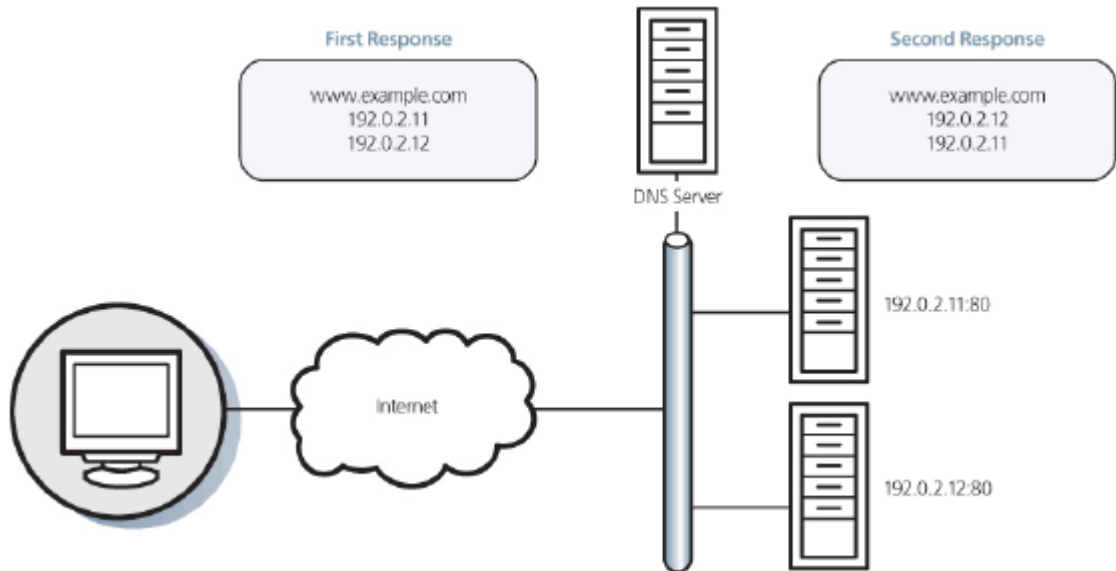 First Response
www.example.com
192.0.2.11
192.0.2.12
DNS Server
Second Response
www.example.com
192.0.2.12
192.0.2.11
192.0.2.11:80
Internet
192.0.2.12:80